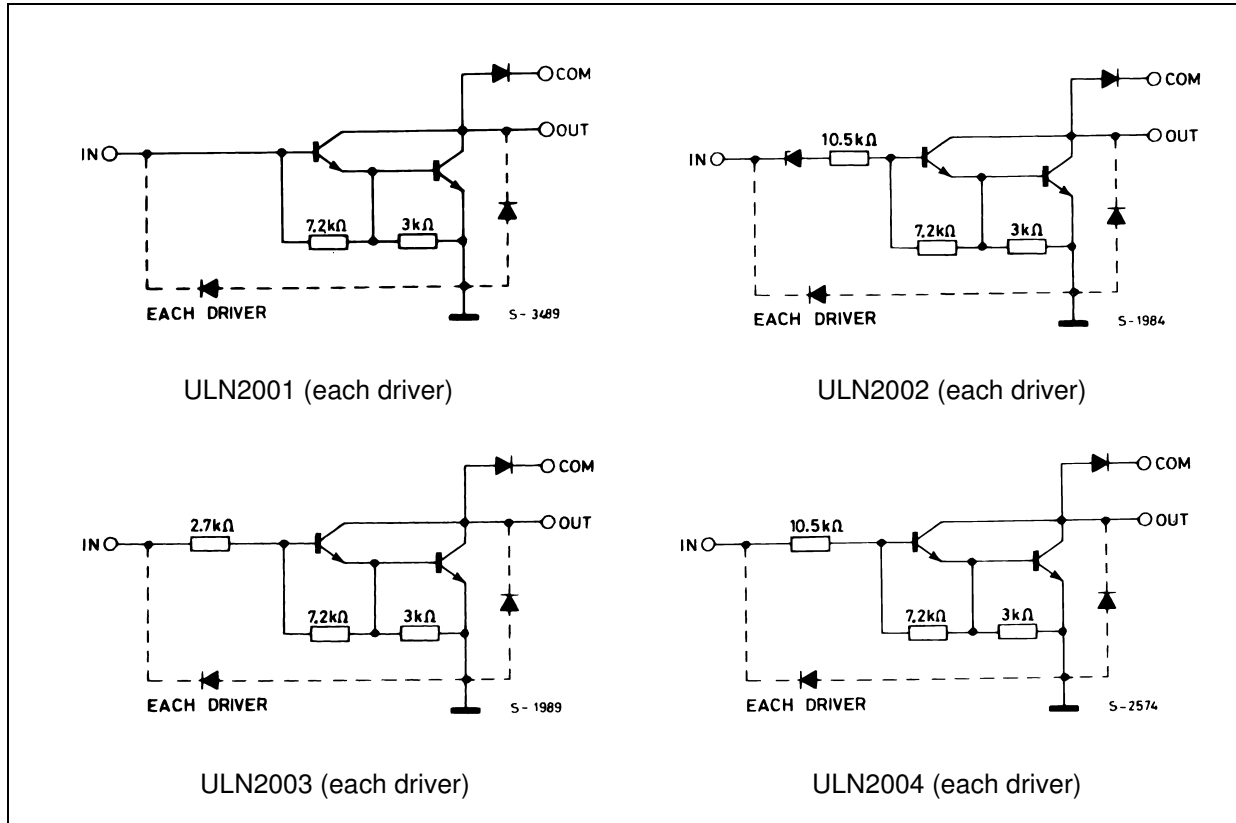 COM
OUT
IN
7.2kΩ 3kΩ
EACH DRIVER
S-3489
ULN2001 (each driver)
COM
OUT
10.5kΩ
IN
7.2kΩ 3kΩ
EACH DRIVER
S-1984
ULN2002 (each driver)
COM
OUT
2.7kΩ
IN
7.2kΩ 3kΩ
EACH DRIVER
S-1989
ULN2003 (each driver)
COM
OUT
10.5kΩ
IN
7.2kΩ 3kΩ
EACH DRIVER
S-2574
ULN2004 (each driver)